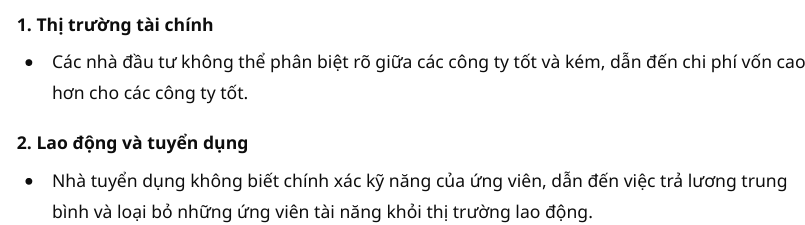 1. Thị trường tài chính
• Các nhà đầu tư không thể phân biệt rõ giữa các công ty tốt và kém, dẫn đến chi phí vốn cao
hơn cho các công ty tốt.
2. Lao động và tuyển dụng
• Nhà tuyển dụng không biết chính xác kỹ năng của ứng viên, dẫn đến việc trả lương trung
bình và loại bỏ những ứng viên tài năng khỏi thị trường lao động.